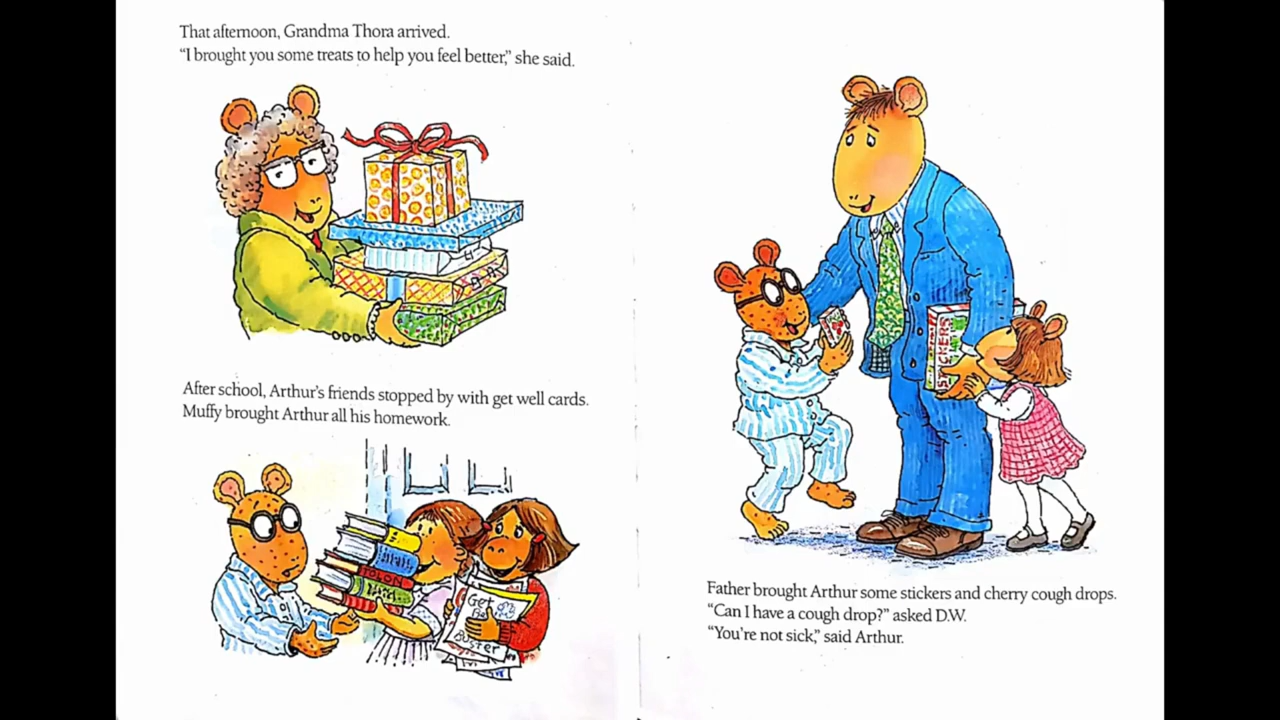 That afternoon, Grandma Thora arrived.
“I brought you some treats to help you feel better,” she said.
After school, Arthur's friends stopped by with get well cards.
Muffy brought Arthur all his homework.
Get
BUSTER
STICKERS
Father brought Arthur some stickers and cherry cough drops.
“Can I have a cough drop?” asked D.W.
“You're not sick,” said Arthur.